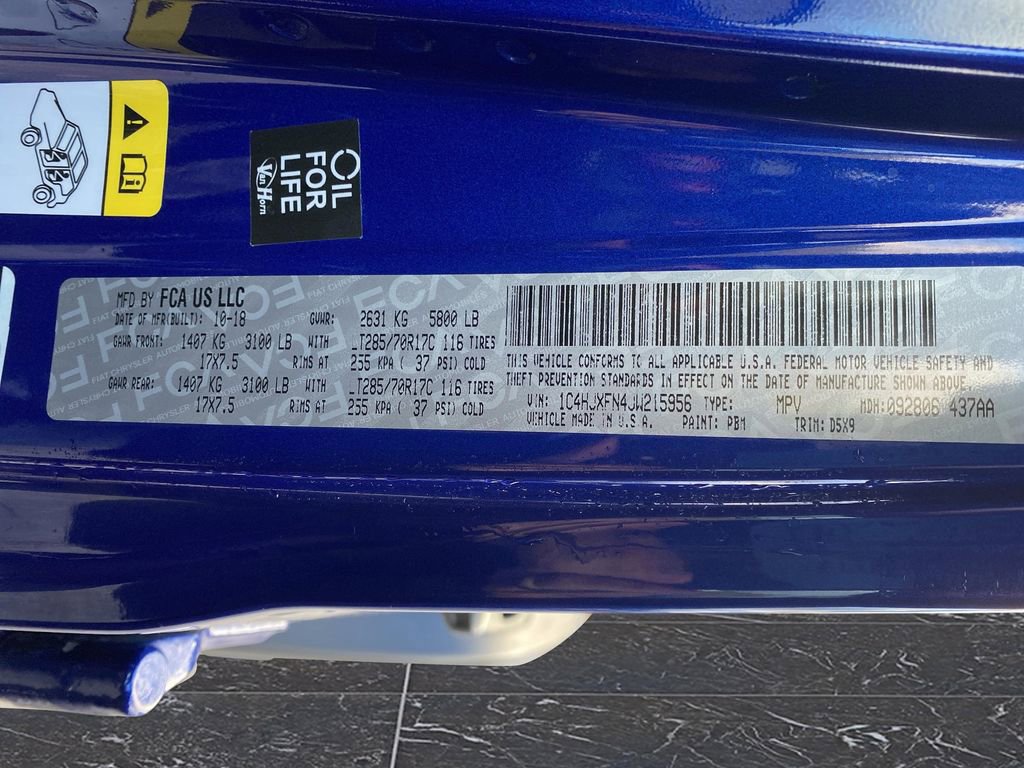 OIL
FOR
LIFE
Van Horn
MFD BY FCA US LLC
DATE OF MFR(BUILT): 10-18 GVWR: 2631 KG 5800 LB
GAWR FRONT: 1407 KG 3100 LB WITH LT285/70R17C 116 TIRES
17X7.5 RIMS AT 255 KPA ( 37 PSI) COLD
GAWR REAR: 1407 KG 3100 LB WITH LT285/70R17C 116 TIRES
17X7.5 RIMS AT 255 KPA ( 37 PSI) COLD
THIS VEHICLE CONFORMS TO ALL APPLICABLE U.S.A. FEDERAL MOTOR VEHICLE SAFETY AND
THEFT PREVENTION STANDARDS IN EFFECT ON THE DATE OF MANUFACTURE SHOWN ABOVE.
VIN: 1C4HJXFN4JW215956 TYPE: MPV MDH:092806 437AA
VEHICLE MADE IN U.S.A. PAINT: PBM TRIM: D5X9